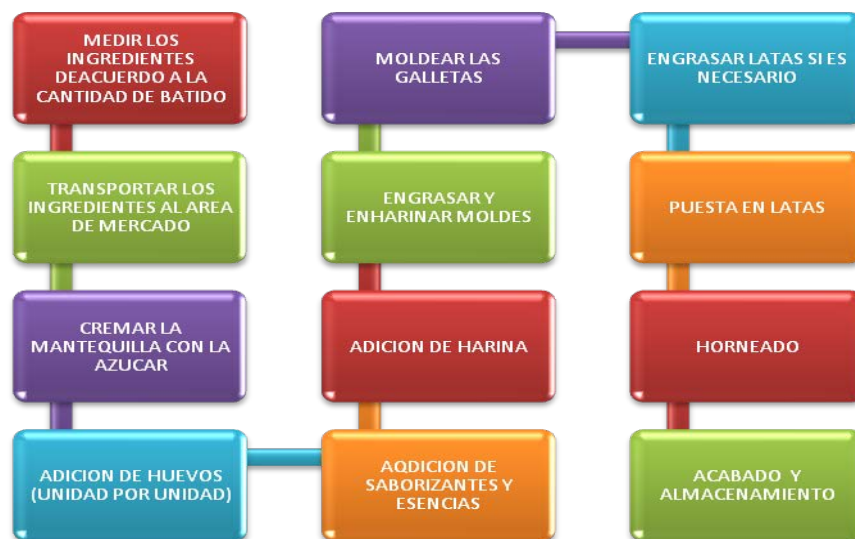 MEDIR LOS
INGREDIENTES
DEACUERDO A LA
CANTIDAD DE BATIDO
TRANSPORTAR LOS
INGREDIENTES AL AREA
DE MERCADO
CREMAR LA
MANTEQUILLA CON LA
AZUCAR
ADICION DE HUEVOS
(UNIDAD POR UNIDAD)
AQDICION DE
SABORIZANTES Y
ESENCIAS
ADICION DE HARINA
ENGRASAR Y
ENHARINAR MOLDES
MOLDEAR LAS
GALLETAS
ENGRASAR LATAS SI ES
NECESARIO
PUESTA EN LATAS
HORNEADO
ACABADO Y
ALMACENAMIENTO